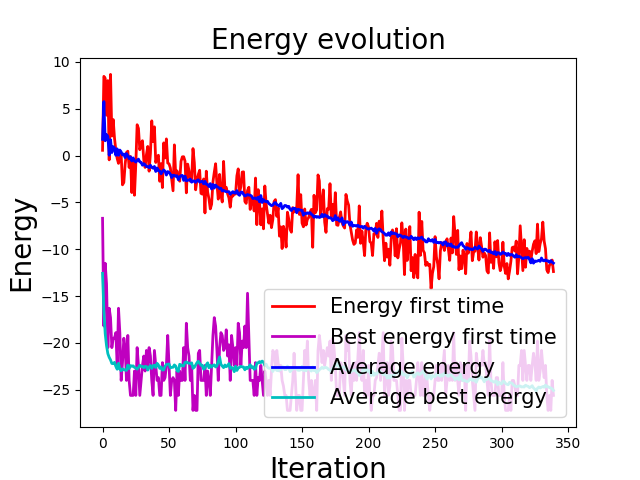 Energy evolution
10
5
0
−5
−10
−15
−20
−25
Energy
Energy first time
Best energy first time
Average energy
Average best energy
0 50 100 150 200 250 300 350
Iteration